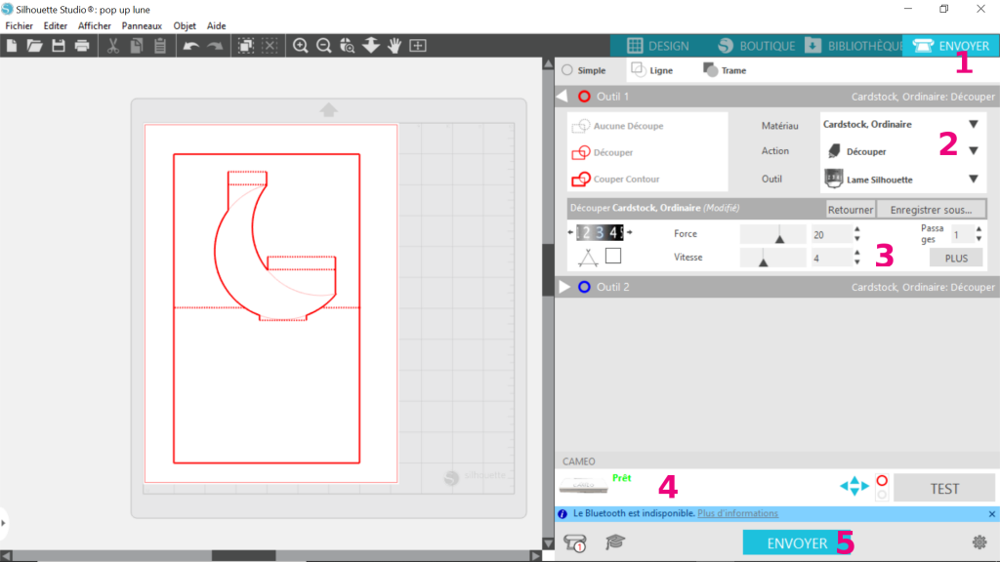 Silhouette Studio®: pop up lune
Fichier Editer Afficher Panneaux Objet Aide
DESIGN BOUTIQUE BIBLIOTHÈQUE ENVOYER
1
Simple Ligne Trame
Outil 1 Cardstock, Ordinaire: Découper
Aucune Découpe Matériau Cardstock, Ordinaire
2
Découper Action Découper
Couper Contour Outil Lame Silhouette
Découper Cardstock, Ordinaire (Modifié) Retourner Enregistrer sous...
1 2 3 4 5 Force 20 Passages 1
3
Vitesse 4 PLUS
Outil 2 Cardstock, Ordinaire: Découper
silhouette
CAMEO
Prêt
4
TEST
Le Bluetooth est indisponible. Plus d'informations
1
ENVOYER 5